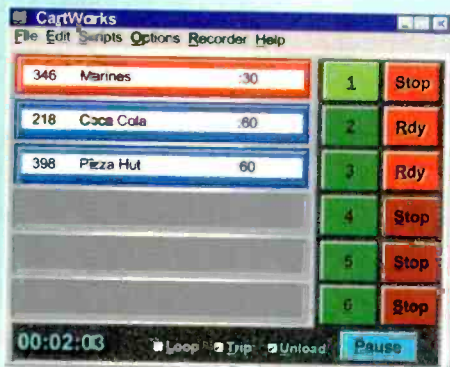 CartWorks
File Edit Scripts Options Recorder Help
346 Marines :30 1 Stop
218 Coca Cola :60 2 Rdy
398 Pizza Hut 60 3 Rdy
4 Stop
5 Stop
6 Stop
00:02:03 Loop Trip Unload Pause